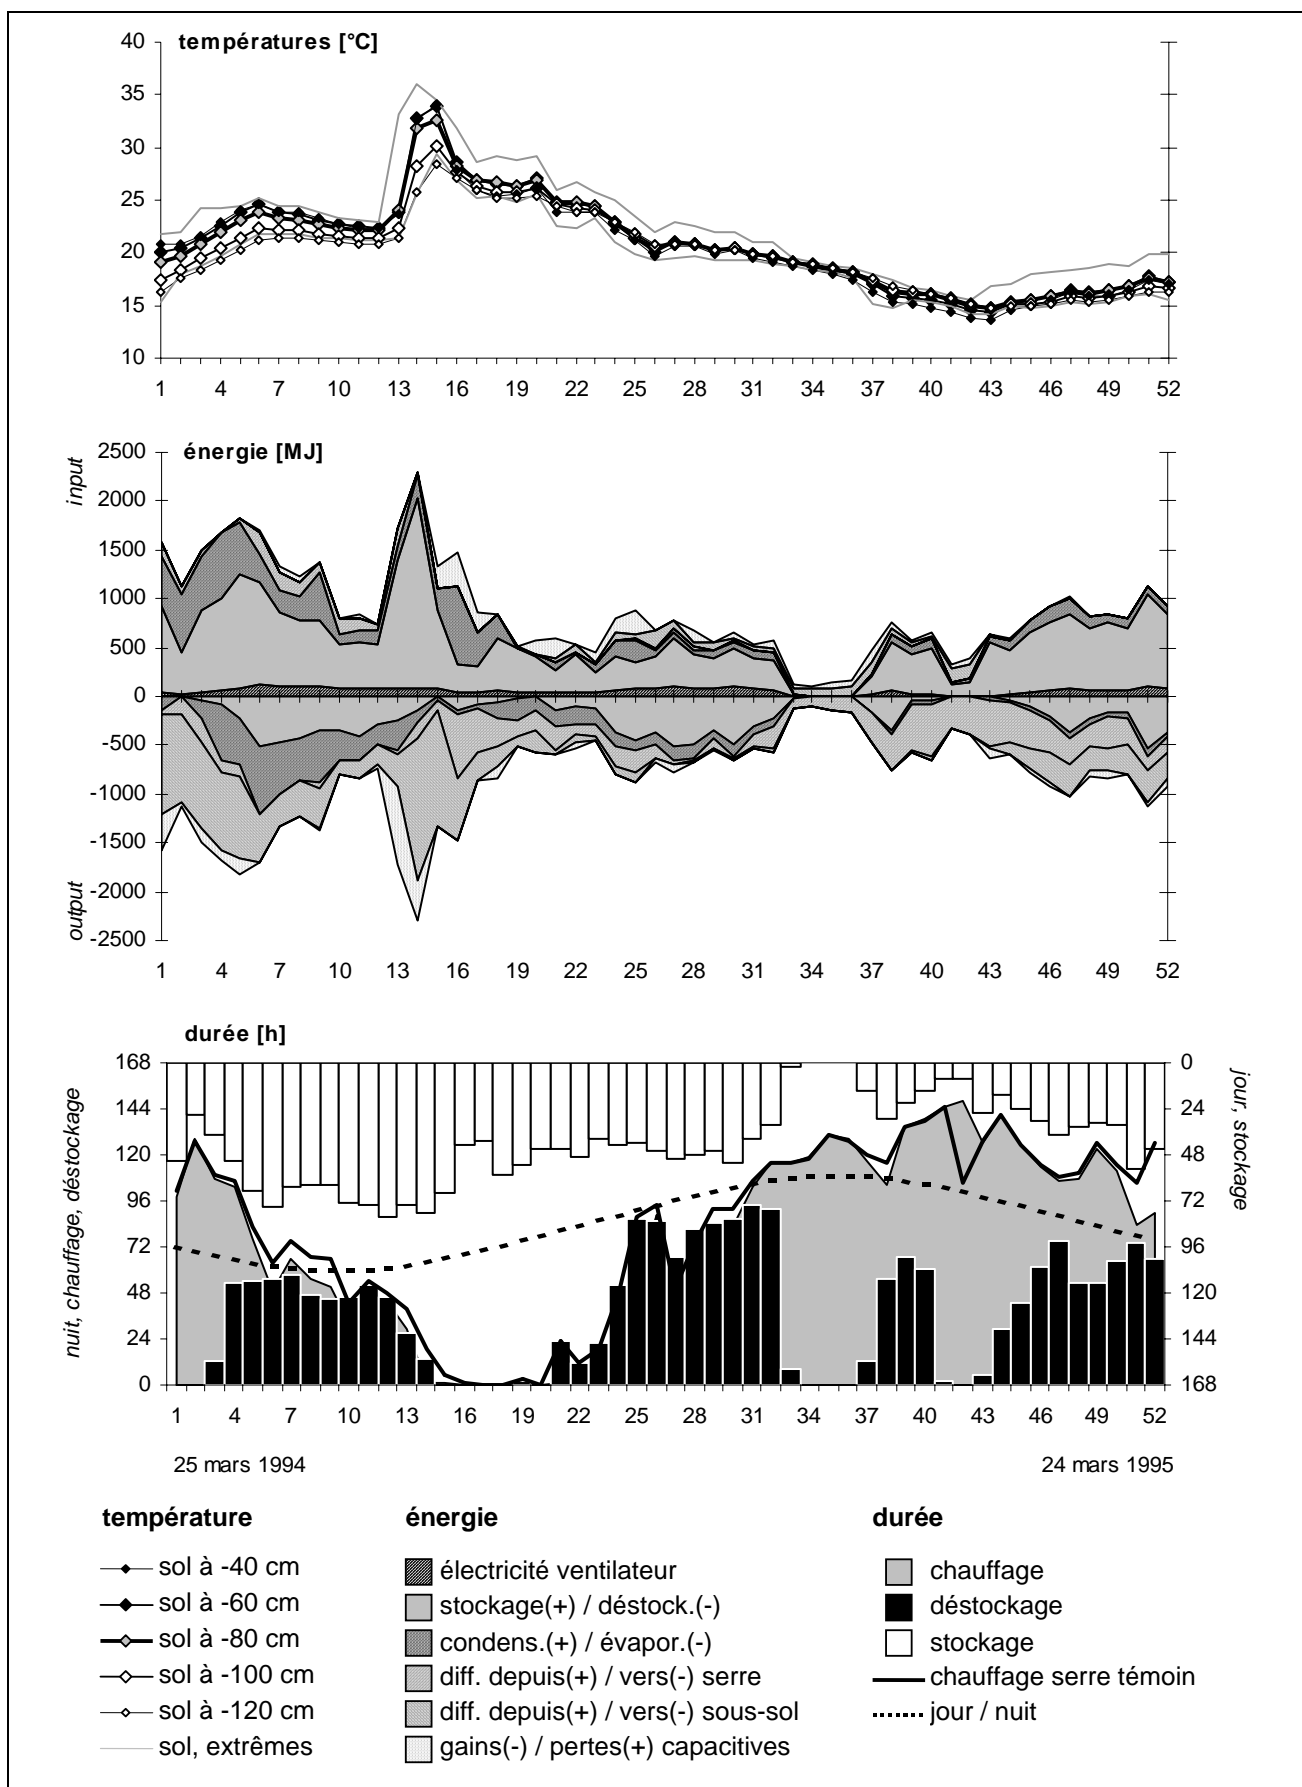 températures [°C]
40
35
30
25
20
15
10
1 4 7 10 13 16 19 22 25 28 31 34 37 40 43 46 49 52
énergie [MJ]
input
output
2500
2000
1500
1000
500
0
-500
-1000
-1500
-2000
-2500
1 4 7 10 13 16 19 22 25 28 31 34 37 40 43 46 49 52
durée [h]
nuit, chauffage, déstockage
jour, stockage
168 0
144 24
120 48
96 72
72 96
48 120
24 144
0 168
1 4 7 10 13 16 19 22 25 28 31 34 37 40 43 46 49 52
25 mars 1994 24 mars 1995
température
sol à -40 cm
sol à -60 cm
sol à -80 cm
sol à -100 cm
sol à -120 cm
sol, extrêmes
énergie
électricité ventilateur
stockage(+) / déstock.(-)
condens.(+) / évapor.(-)
diff. depuis(+) / vers(-) serre
diff. depuis(+) / vers(-) sous-sol
gains(-) / pertes(+) capacitives
durée
chauffage
déstockage
stockage
chauffage serre témoin
jour / nuit